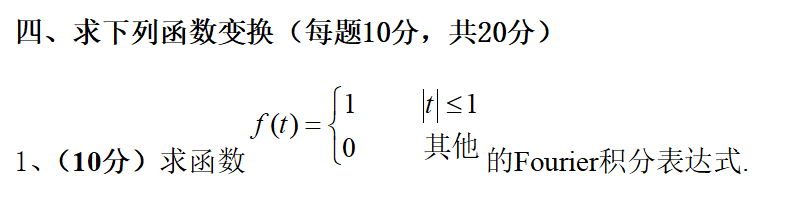 四、求下列函数变换（每题10分，共20分）
1、（10分）求函数 f(t) = { 1 |t| ≤ 1 0 其他 的Fourier积分表达式.